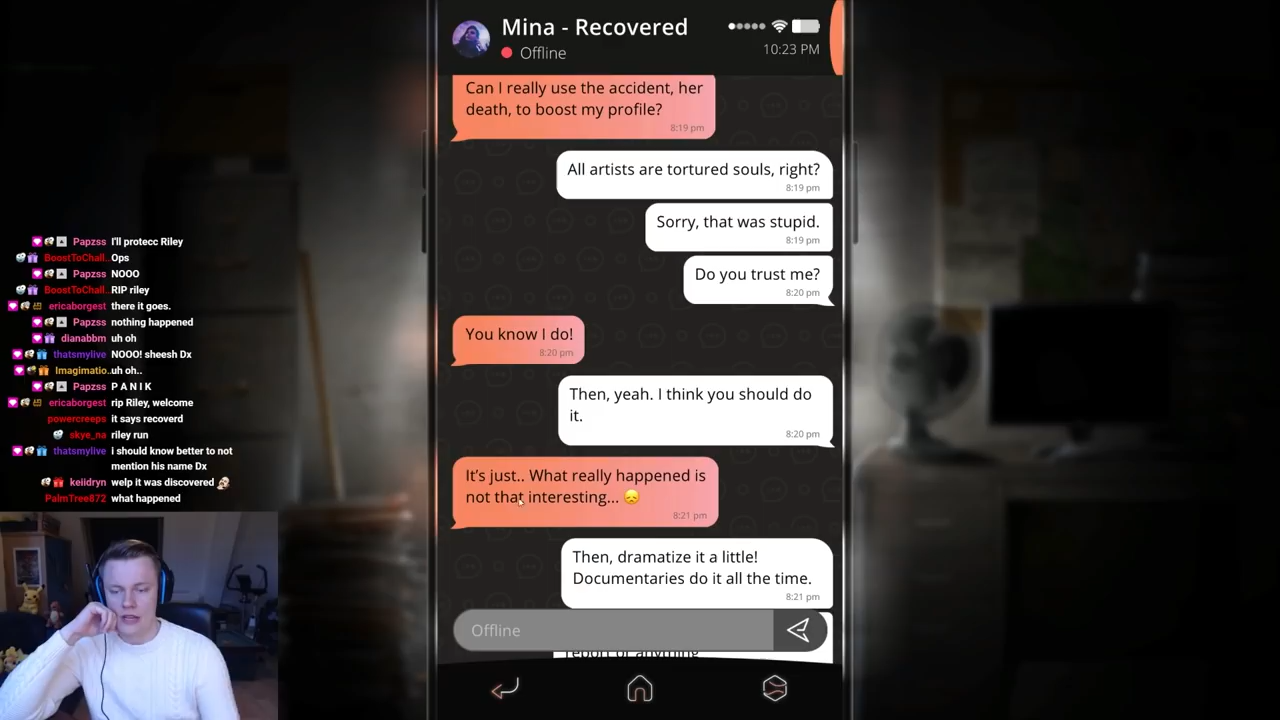 Mina - Recovered
Offline
10:23 PM
Can I really use the accident, her
death, to boost my profile?
8:19 pm
All artists are tortured souls, right?
8:19 pm
Sorry, that was stupid.
8:19 pm
Do you trust me?
8:20 pm
You know I do!
8:20 pm
Then, yeah. I think you should do
it.
8:20 pm
It's just.. What really happened is
not that interesting... 😞
8:21 pm
Then, dramatize it a little!
Documentaries do it all the time.
8:21 pm
Offline
report or anything
Papzss I'll protecc Riley
BoostToChall.. Ops
Papzss NOOO
BoostToChall.. RIP riley
ericaborgest there it goes.
Papzss nothing happened
dianabbm uh oh
thatsmylive NOOO! sheesh Dx
Imaginatio.. uh oh..
Papzss P A N I K
ericaborgest rip Riley, welcome
powercreeps it says recoverd
skye_na riley run
thatsmylive i should know better to not
mention his name Dx
keiidryn welp it was discovered
PalmTree872 what happened